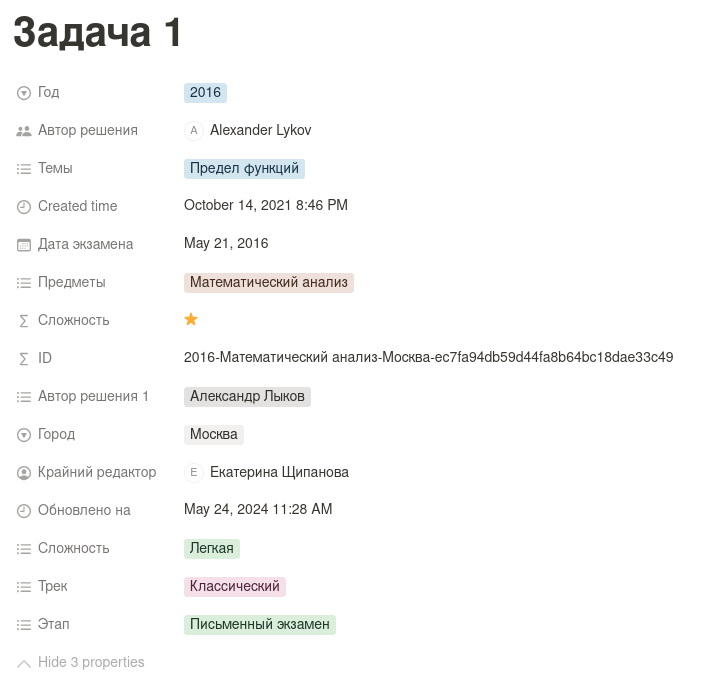 Задача 1
Год 2016
Автор решения A Alexander Lykov
Темы Предел функций
Created time October 14, 2021 8:46 PM
Дата экзамена May 21, 2016
Предметы Математический анализ
Сложность
ID 2016-Математический анализ-Москва-ec7fa94db59d44fa8b64bc18dae33c49
Автор решения 1 Александр Лыков
Город Москва
Крайний редактор E Екатерина Щипанова
Обновлено на May 24, 2024 11:28 AM
Сложность Легкая
Трек Классический
Этап Письменный экзамен
Hide 3 properties